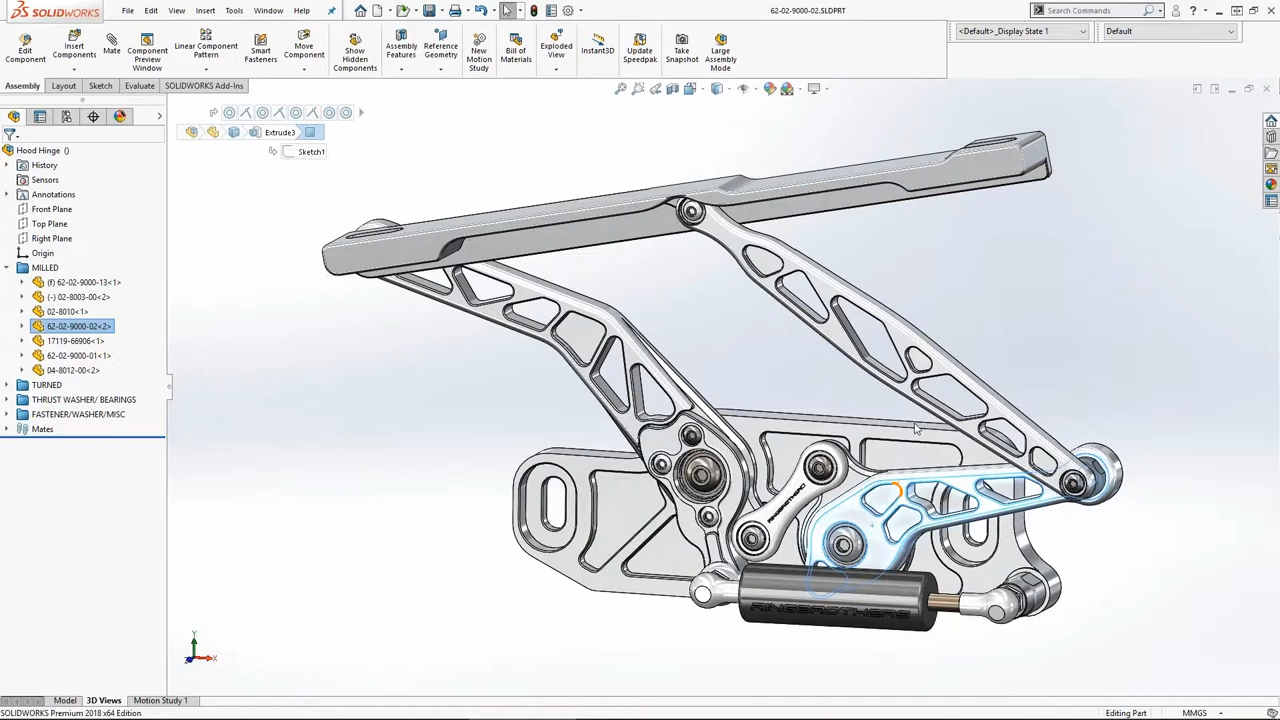 SOLIDWORKS
File
Edit
View
Insert
Tools
Window
Help
62-02-9000-02.SLDPRT
Search Commands
Edit
Component
Insert
Components
Mate
Component
Preview
Window
Linear Component
Pattern
Smart
Fasteners
Move
Component
Show
Hidden
Components
Assembly
Features
Reference
Geometry
New
Motion
Study
Bill of
Materials
Exploded
View
Instant3D
Update
Speedpak
Take
Snapshot
Large
Assembly
Mode
<Default>_Display State 1
Default
Assembly
Layout
Sketch
Evaluate
SOLIDWORKS Add-Ins
Extrude3
Sketch1
Hood Hinge ()
History
Sensors
Annotations
Front Plane
Top Plane
Right Plane
Origin
MILLED
(f) 62-02-9000-13<1>
(-) 02-8003-00<2>
02-8010<1>
62-02-9000-02<2>
17119-66906<1>
62-02-9000-01<1>
04-8012-00<2>
TURNED
THRUST WASHER/ BEARINGS
FASTENER/WASHER/MISC
Mates
RINGBROTHERS
RINGBROTHERS
Y
X
Model
3D Views
Motion Study 1
SOLIDWORKS Premium 2018 x64 Edition
Editing Part
MMGS